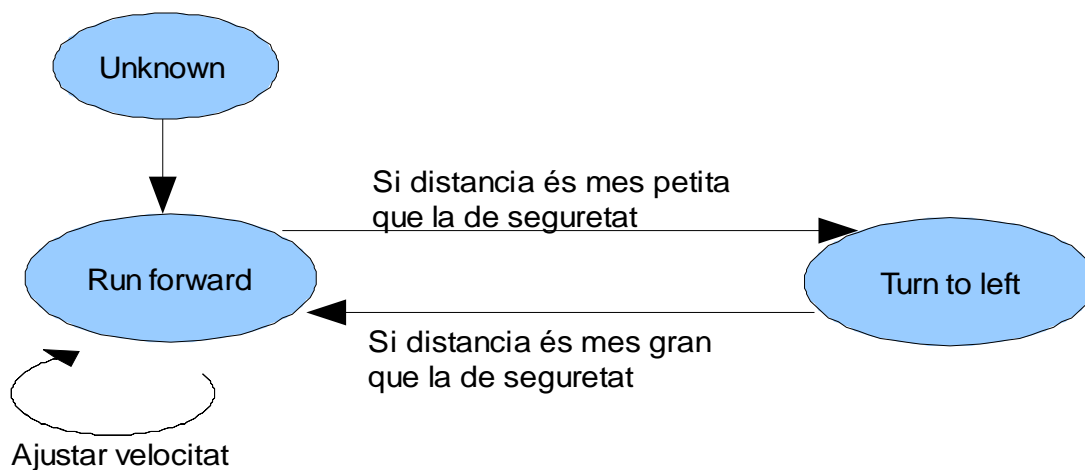 Unknown
Si distancia és mes petita
que la de seguretat
Run forward
Turn to left
Si distancia és mes gran
que la de seguretat
Ajustar velocitat